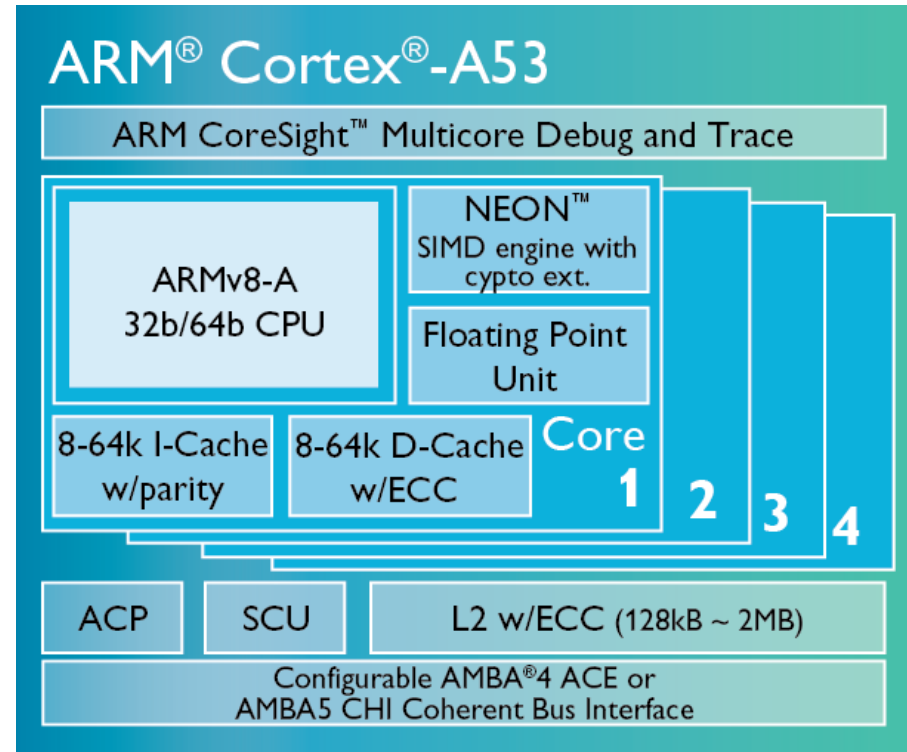 ARM® Cortex®-A53
ARM CoreSight™ Multicore Debug and Trace
ARMv8-A
32b/64b CPU
NEON™
SIMD engine with
cypto ext.
Floating Point
Unit
8-64k I-Cache
w/parity
8-64k D-Cache
w/ECC
Core
1
2
3
4
ACP
SCU
L2 w/ECC (128kB ~ 2MB)
Configurable AMBA®4 ACE or
AMBA5 CHI Coherent Bus Interface